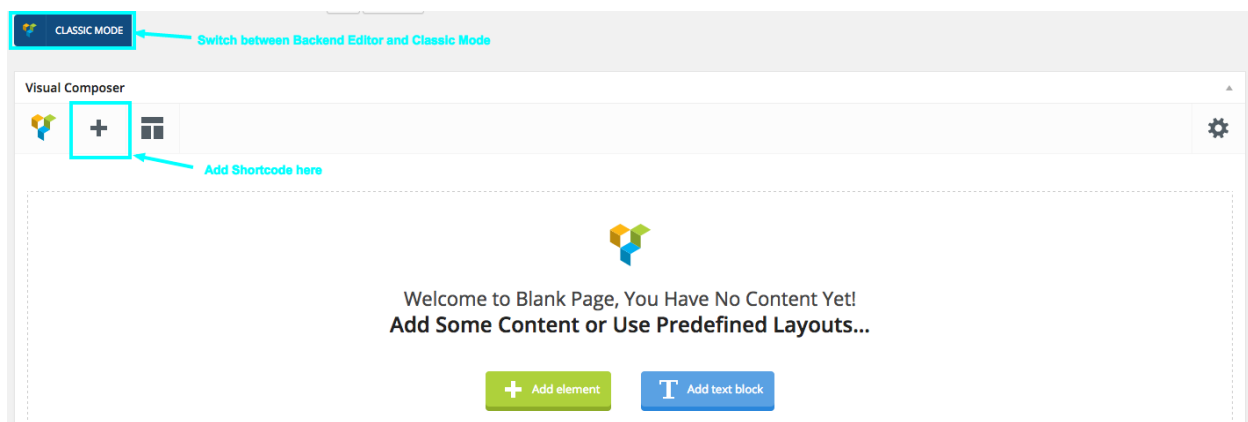 CLASSIC MODE
Switch between Backend Editor and Classic Mode
Visual Composer
Add Shortcode here
Welcome to Blank Page, You Have No Content Yet!
Add Some Content or Use Predefined Layouts...
Add element
Add text block